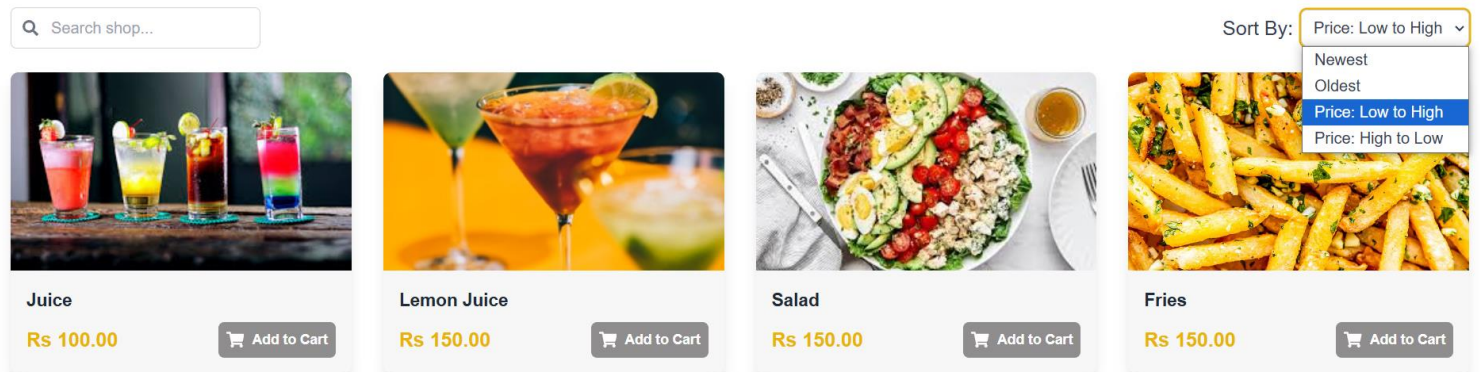 Search shop...
Sort By: Price: Low to High
Newest
Oldest
Price: Low to High
Price: High to Low
Juice
Rs 100.00
Add to Cart
Lemon Juice
Rs 150.00
Add to Cart
Salad
Rs 150.00
Add to Cart
Fries
Rs 150.00
Add to Cart